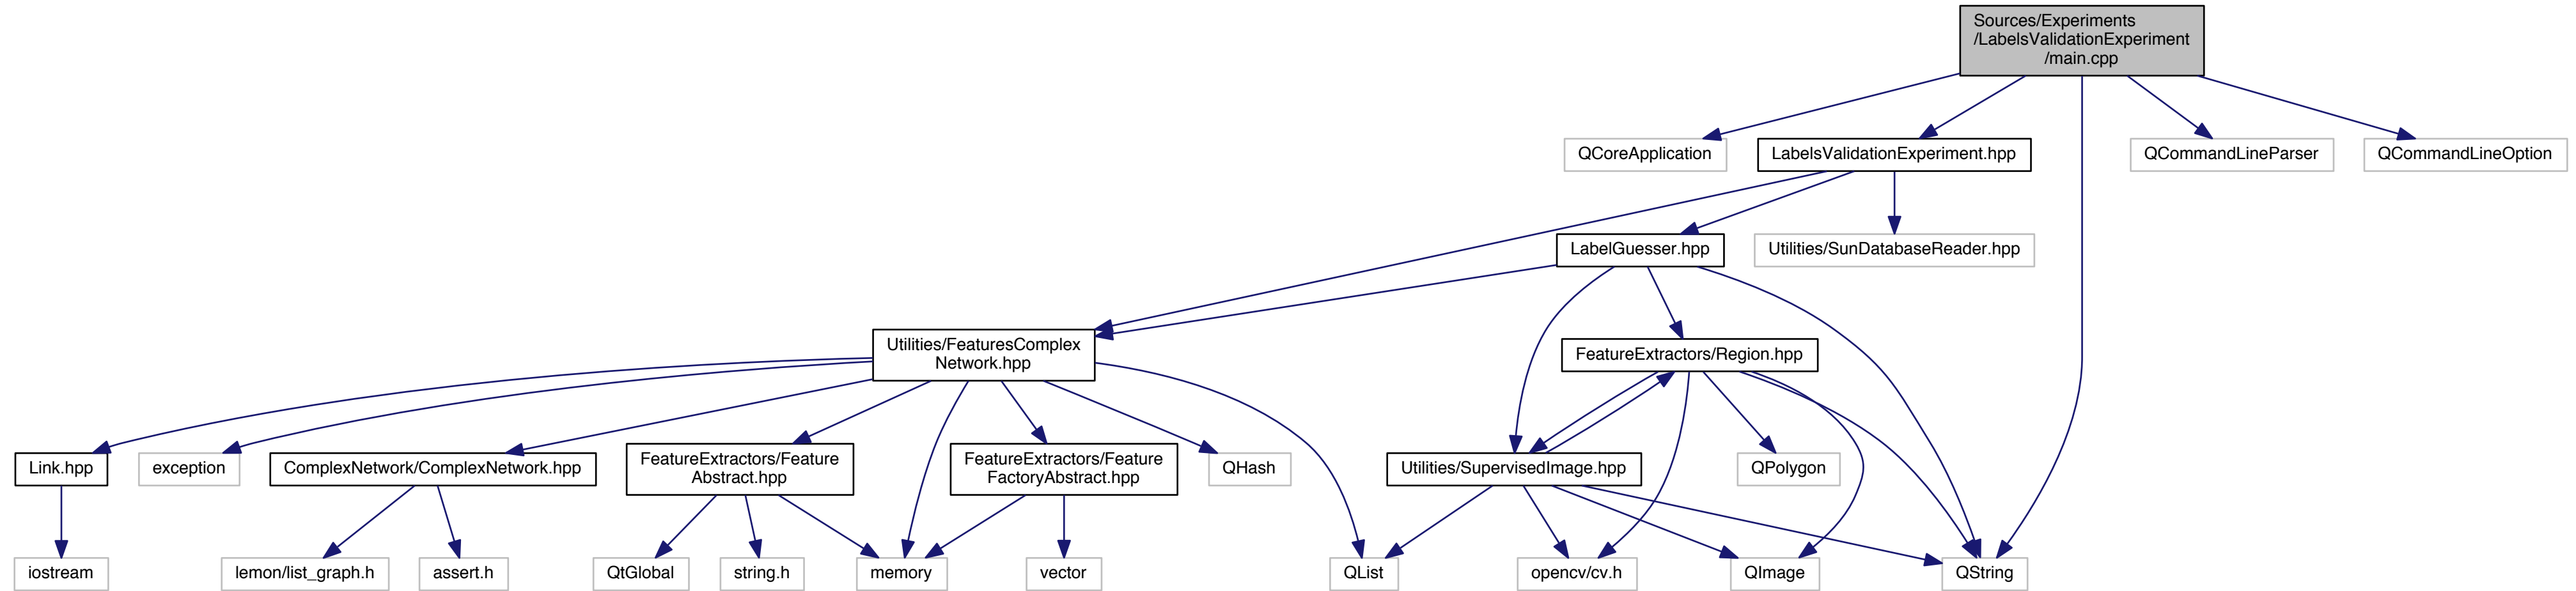 Sources/Experiments
/LabelsValidationExperiment
/main.cpp
QCoreApplication
LabelsValidationExperiment.hpp
QCommandLineParser
QCommandLineOption
LabelGuesser.hpp
Utilities/SunDatabaseReader.hpp
Utilities/FeaturesComplex
Network.hpp
FeatureExtractors/Region.hpp
Link.hpp
exception
ComplexNetwork/ComplexNetwork.hpp
FeatureExtractors/Feature
Abstract.hpp
FeatureExtractors/Feature
FactoryAbstract.hpp
QHash
Utilities/SupervisedImage.hpp
QPolygon
iostream
lemon/list_graph.h
assert.h
QtGlobal
string.h
memory
vector
QList
opencv/cv.h
QImage
QString